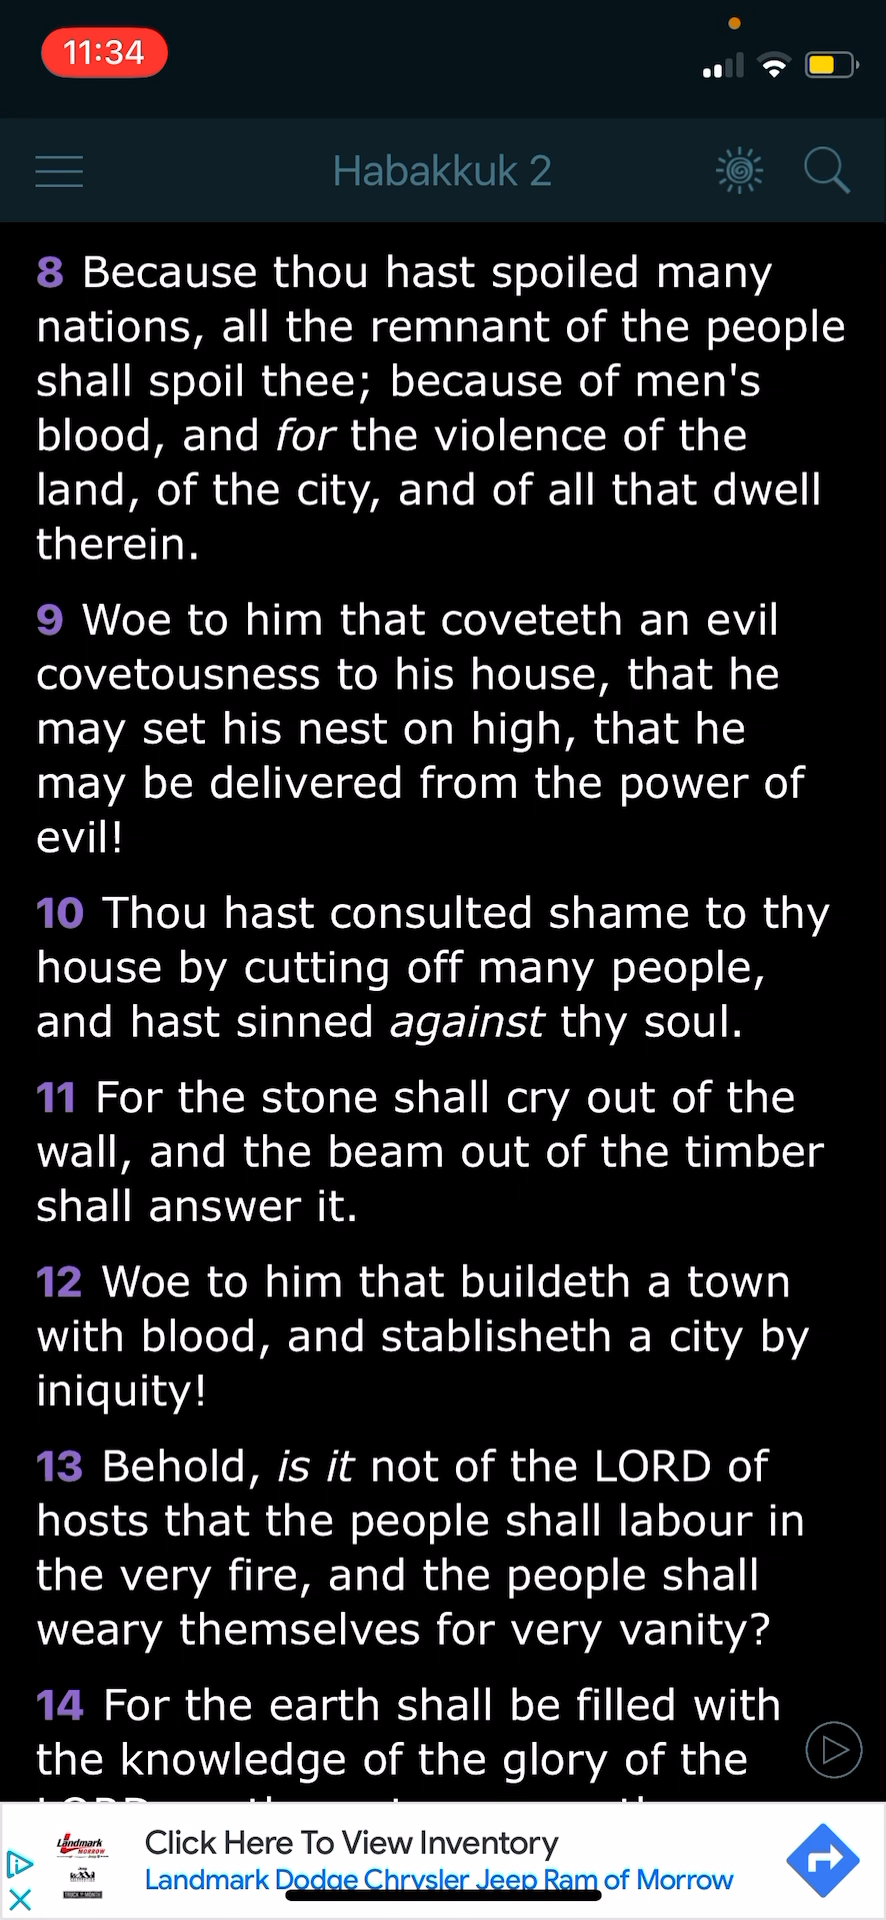 11:34
Habakkuk 2
8 Because thou hast spoiled many
nations, all the remnant of the people
shall spoil thee; because of men's
blood, and for the violence of the
land, of the city, and of all that dwell
therein.
9 Woe to him that coveteth an evil
covetousness to his house, that he
may set his nest on high, that he
may be delivered from the power of
evil!
10 Thou hast consulted shame to thy
house by cutting off many people,
and hast sinned against thy soul.
11 For the stone shall cry out of the
wall, and the beam out of the timber
shall answer it.
12 Woe to him that buildeth a town
with blood, and stablisheth a city by
iniquity!
13 Behold, is it not of the LORD of
hosts that the people shall labour in
the very fire, and the people shall
weary themselves for very vanity?
14 For the earth shall be filled with
the knowledge of the glory of the
Landmark
MORROW
Click Here To View Inventory
Landmark Dodge Chrysler Jeep Ram of Morrow